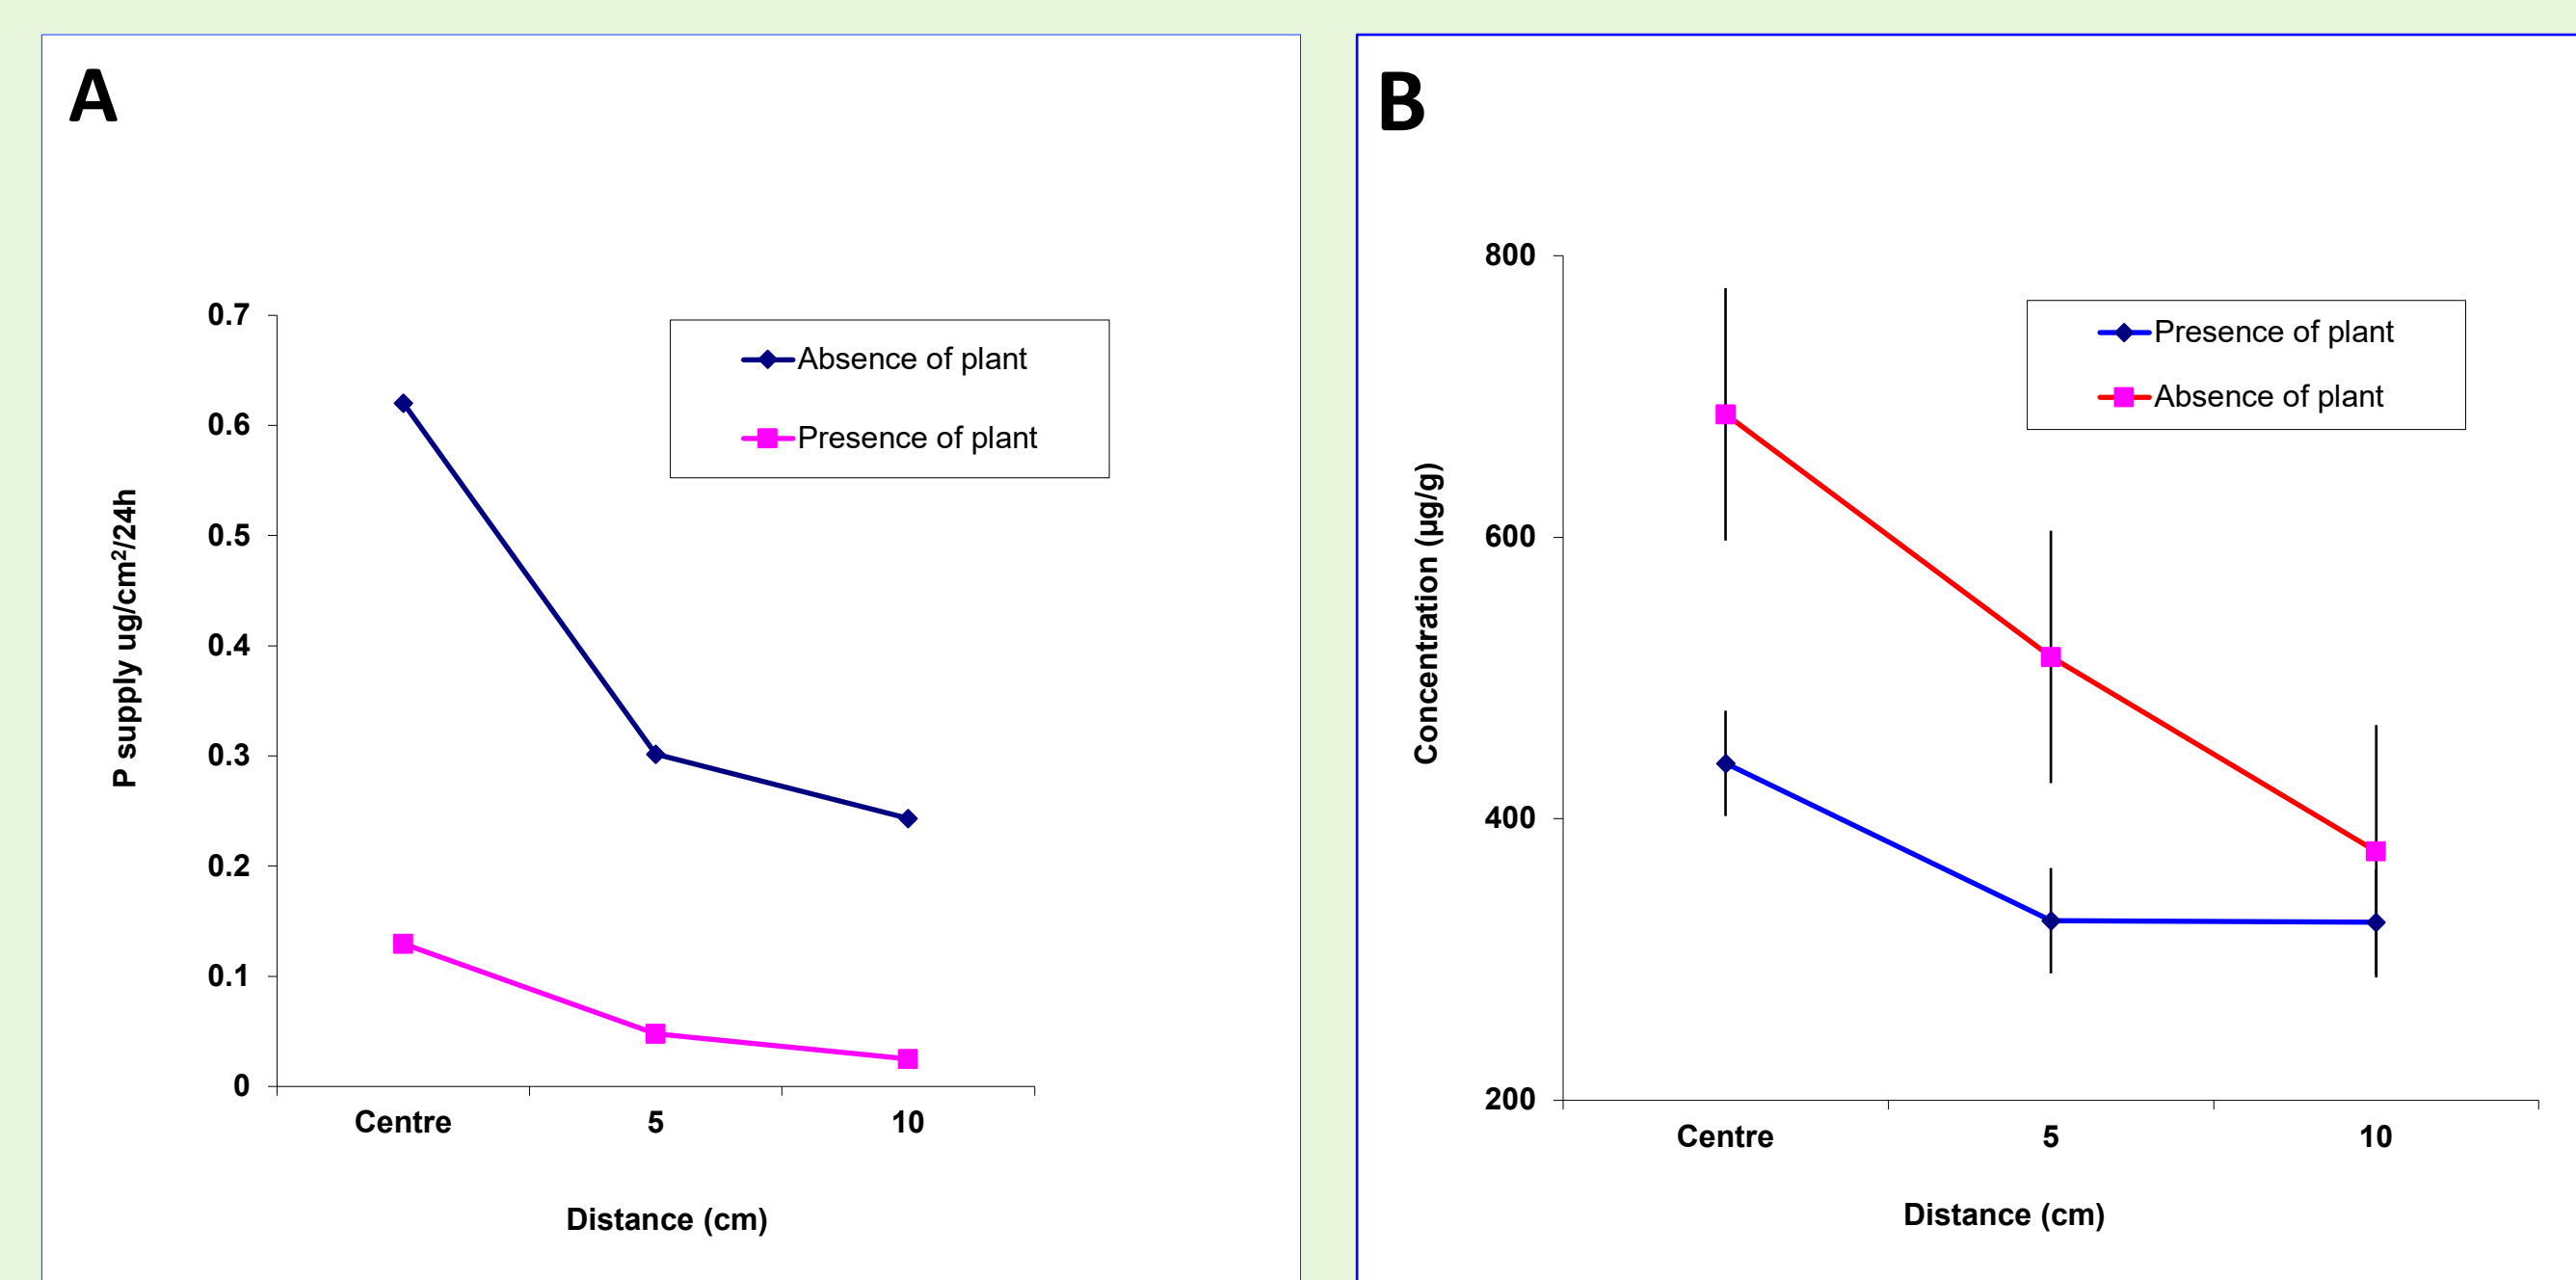 A
0.7
0.6
0.5
0.4
0.3
0.2
0.1
0
P supply ug/cm²/24h
Absence of plant
Presence of plant
Centre 5 10
Distance (cm)
B
800
600
400
200
Concentration (µg/g)
Presence of plant
Absence of plant
Centre 5 10
Distance (cm)